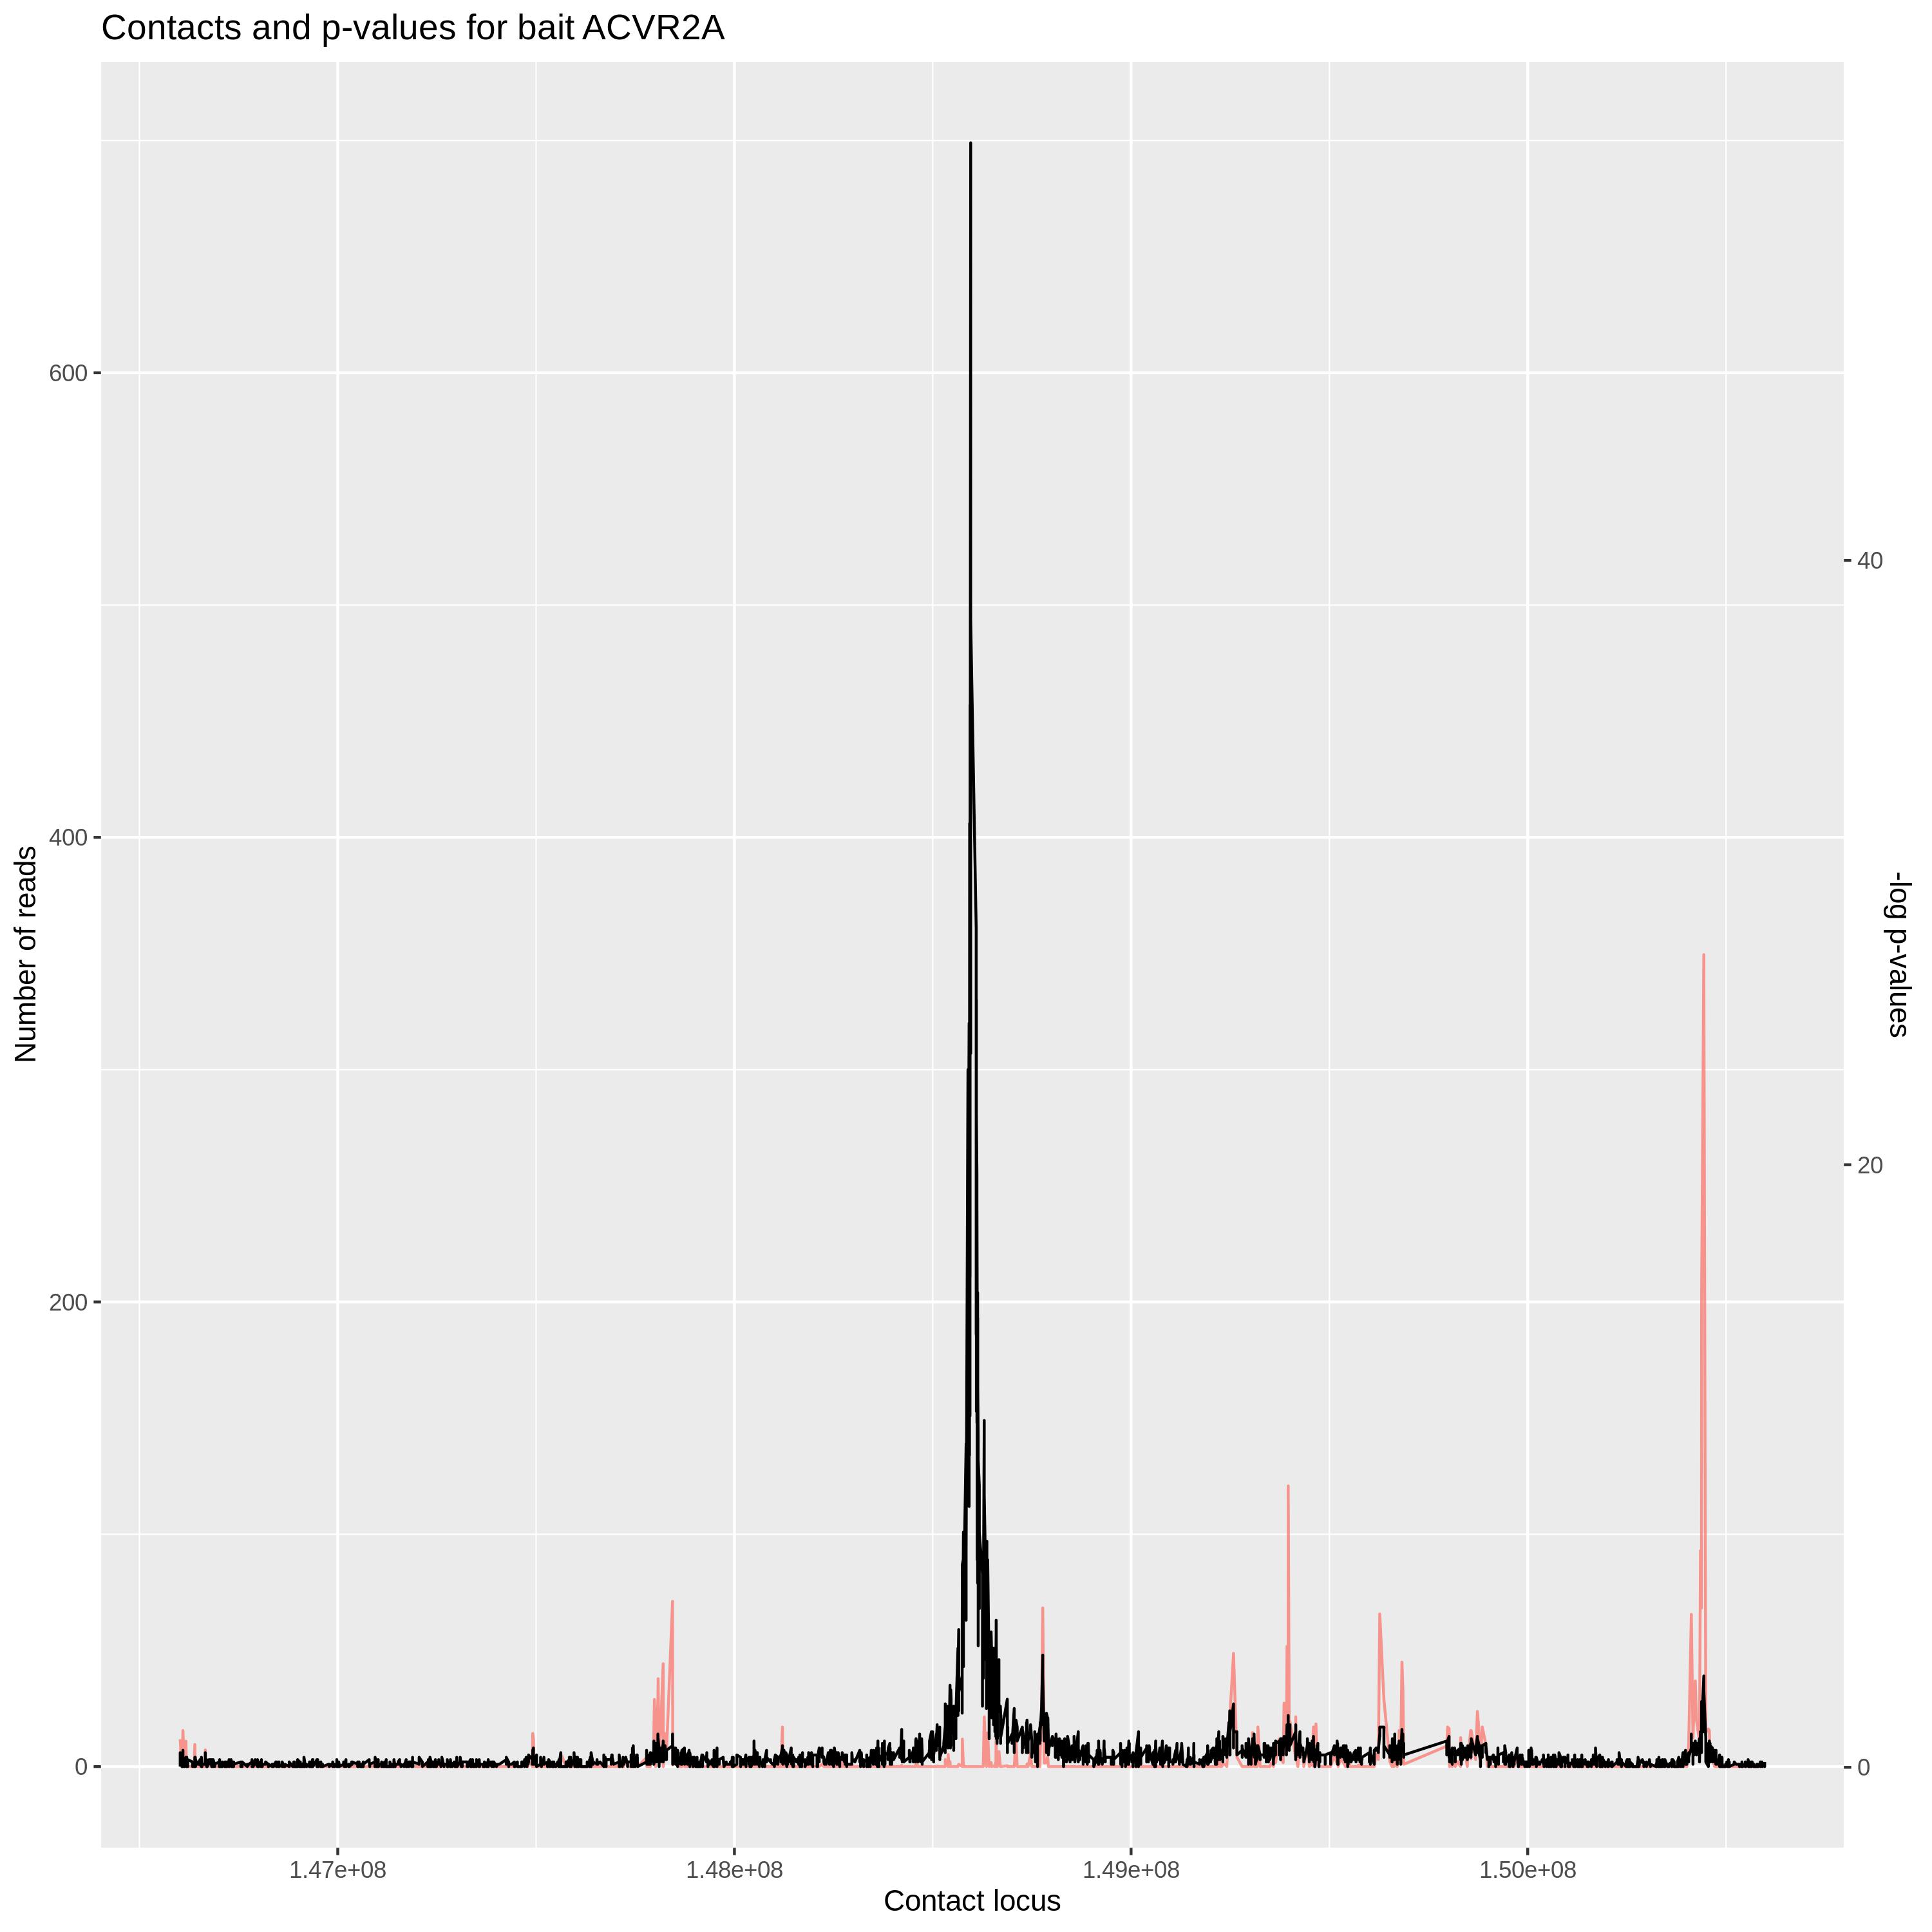 Contacts and p-values for bait ACVR2A
Number of reads
600
400
200
0
40
20
0
-log p-values
1.47e+08
1.48e+08
1.49e+08
1.50e+08
Contact locus